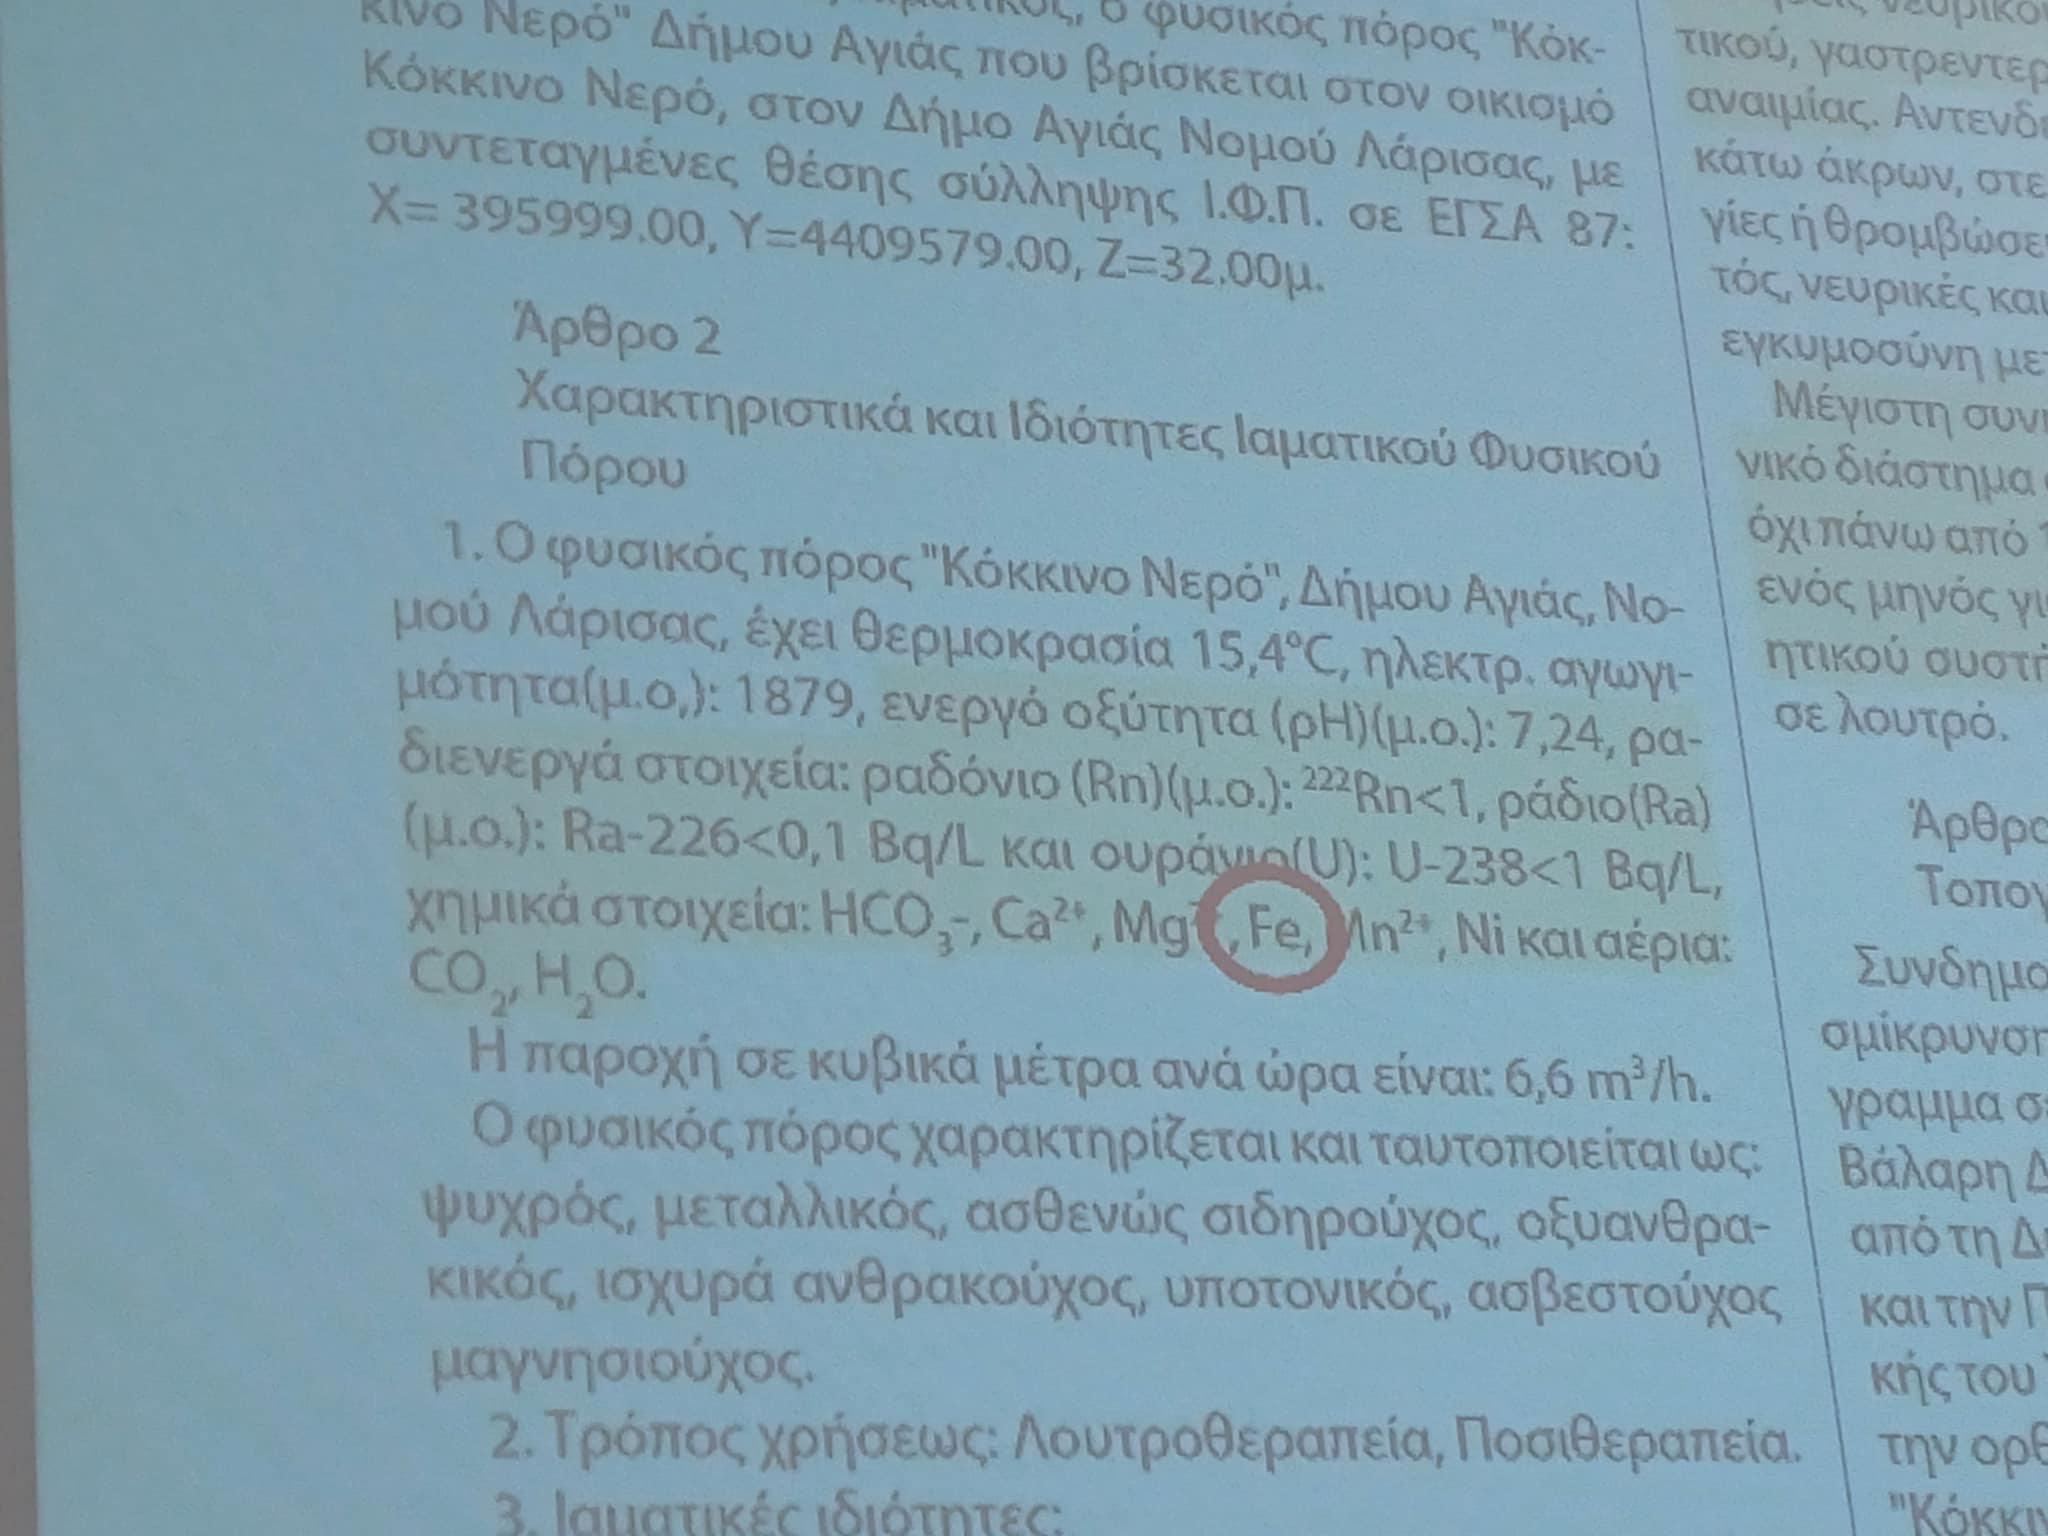 ο φυσικός πόρος "Κόκ-
κινο Νερό" Δήμου Αγιάς που βρίσκεται στον οικισμό
Κόκκινο Νερό, στον Δήμο Αγιάς Νομού Λάρισας, με
συντεταγμένες θέσης σύλληψης Ι.Φ.Π. σε ΕΓΣΑ 87:
Χ= 395999.00, Υ=4409579.00, Ζ=32.00μ.
Άρθρο 2
Χαρακτηριστικά και Ιδιότητες Ιαματικού Φυσικού
Πόρου
1. Ο φυσικός πόρος "Κόκκινο Νερό", Δήμου Αγιάς, Νο-
μού Λάρισας, έχει θερμοκρασία 15,4°C, ηλεκτρ. αγωγι-
μότητα(μ.ο,): 1879, ενεργό οξύτητα (pH)(μ.ο.): 7,24, ρα-
διενεργά στοιχεία: ραδόνιο (Rn)(μ.ο.): ²²²Rn<1, ράδιο(Ra)
(μ.ο.): Ra-226<0,1 Bq/L και ουράνιο(U): U-238<1 Bq/L,
χημικά στοιχεία: HCO₃-, Ca²⁺, Mg, Fe, Mn²⁺, Ni και αέρια:
CO₂, H₂O.
Η παροχή σε κυβικά μέτρα ανά ώρα είναι: 6,6 m³/h.
Ο φυσικός πόρος χαρακτηρίζεται και ταυτοποιείται ως:
ψυχρός, μεταλλικός, ασθενώς σιδηρούχος, οξυανθρα-
κικός, ισχυρά ανθρακούχος, υποτονικός, ασβεστούχος
μαγνησιούχος.
2. Τρόπος χρήσεως: Λουτροθεραπεία, Ποσιθεραπεία.
3. Ιαματικές ιδιότητες:
τικού, γαστρεντερ
αναιμίας. Αντενδε
κάτω άκρων, στε
γίες ή θρομβώσε
τός, νευρικές και
εγκυμοσύνη με
Μέγιστη συν
νικό διάστημα
όχι πάνω από
ενός μηνός γι
ητικού συστ
σε λουτρό.
Άρθρο
Τοπογ
Συνδημο
σμίκρυνση
γραμμα σ
Βάλαρη Δ
από τη Δ
και την Π
κής του
την ορθ
"Κόκκιν